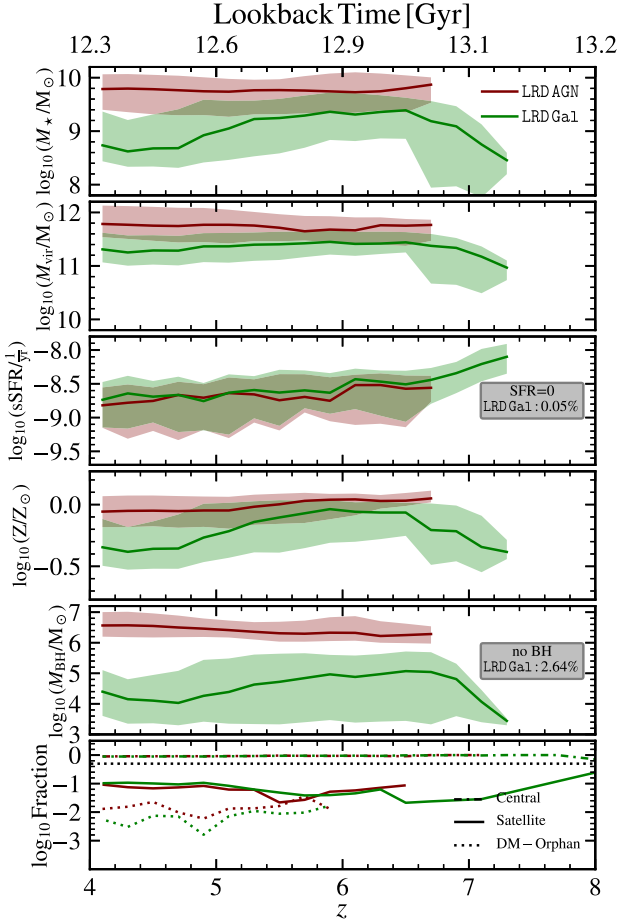 Lookback Time [Gyr]
12.3 12.6 12.9 13.1 13.2
log₁₀(M⋆/M⊙)
10
9
8
LRD AGN
LRD Gal
log₁₀(Mvir/M⊙)
12
11
10
log₁₀(sSFR/1/yr)
−8.0
−8.5
−9.0
−9.5
SFR=0
LRD Gal: 0.05%
log₁₀(Z/Z⊙)
0.0
−0.5
log₁₀(MBH/M⊙)
7
6
5
4
3
no BH
LRD Gal: 2.64%
log₁₀ Fraction
0
−1
−2
−3
Central
Satellite
DM−Orphan
4 5 6 7 8
z